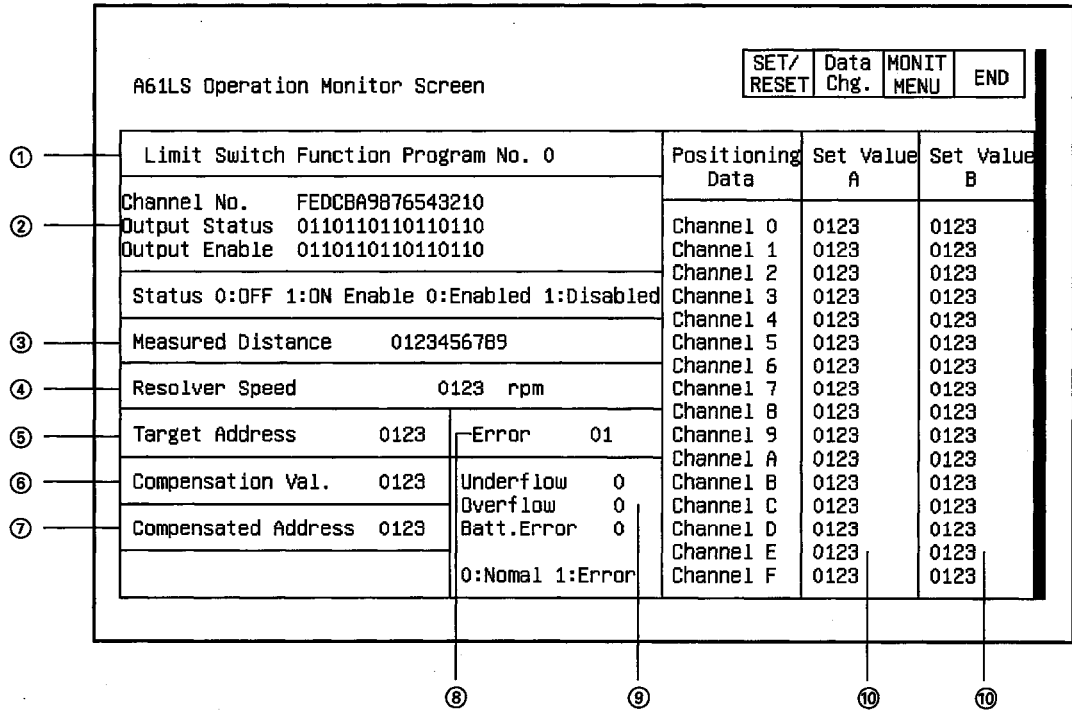 A61LS Operation Monitor Screen
SET/ RESET
Data Chg.
MONIT MENU
END
① Limit Switch Function Program No. 0
Channel No. FEDCBA9876543210
② Output Status 0110110110110110
Output Enable 0110110110110110
Status 0:OFF 1:ON Enable 0:Enabled 1:Disabled
③ Measured Distance 0123456789
④ Resolver Speed 0123 rpm
⑤ Target Address 0123
⑥ Compensation Val. 0123
⑦ Compensated Address 0123
Error 01
Underflow 0
Overflow 0
Batt.Error 0
0:Nomal 1:Error
Positioning Data Set Value A Set Value B
Channel 0 0123 0123
Channel 1 0123 0123
Channel 2 0123 0123
Channel 3 0123 0123
Channel 4 0123 0123
Channel 5 0123 0123
Channel 6 0123 0123
Channel 7 0123 0123
Channel 8 0123 0123
Channel 9 0123 0123
Channel A 0123 0123
Channel B 0123 0123
Channel C 0123 0123
Channel D 0123 0123
Channel E 0123 0123
Channel F 0123 0123
⑧ ⑨ ⑩ ⑩